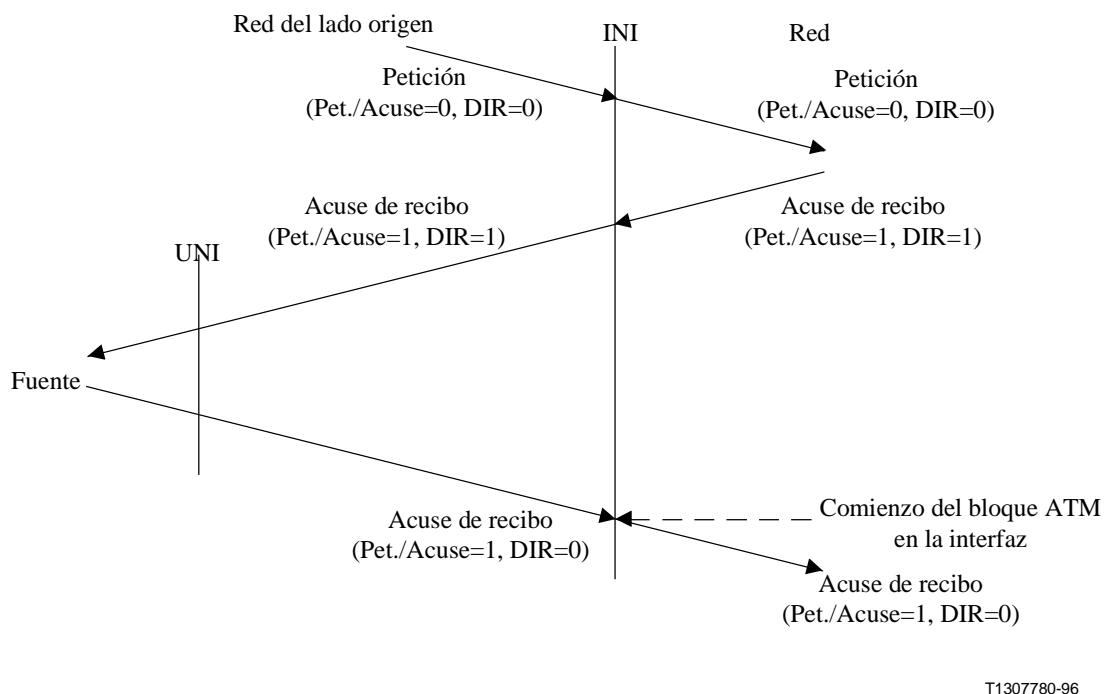 Red del lado origen
INI
Red
Petición
(Pet./Acuse=0, DIR=0)
Petición
(Pet./Acuse=0, DIR=0)
Acuse de recibo
(Pet./Acuse=1, DIR=1)
Acuse de recibo
(Pet./Acuse=1, DIR=1)
UNI
Fuente
Acuse de recibo
(Pet./Acuse=1, DIR=0)
Comienzo del bloque ATM
en la interfaz
Acuse de recibo
(Pet./Acuse=1, DIR=0)
T1307780-96